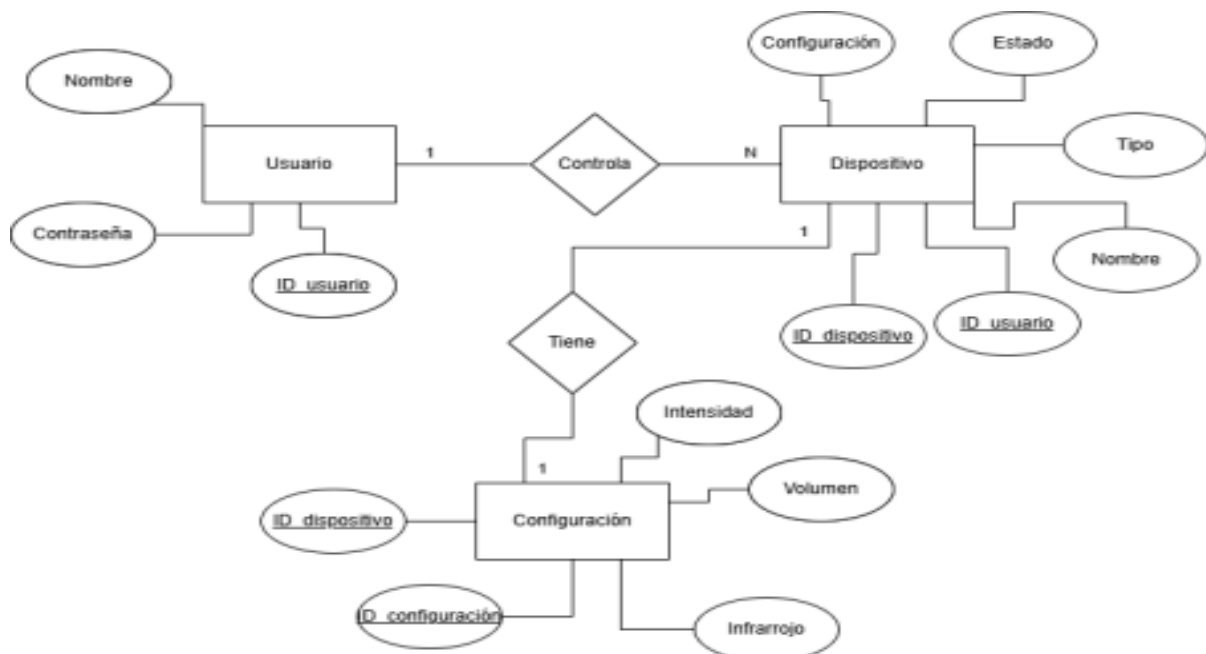 Configuración
Estado
Nombre
Usuario
1
Controla
N
Dispositivo
Tipo
Contraseña
ID_usuario
1
Nombre
ID_dispositivo
ID_usuario
Tiene
Intensidad
1
Volumen
ID_dispositivo
Configuración
ID_configuración
Infrarrojo